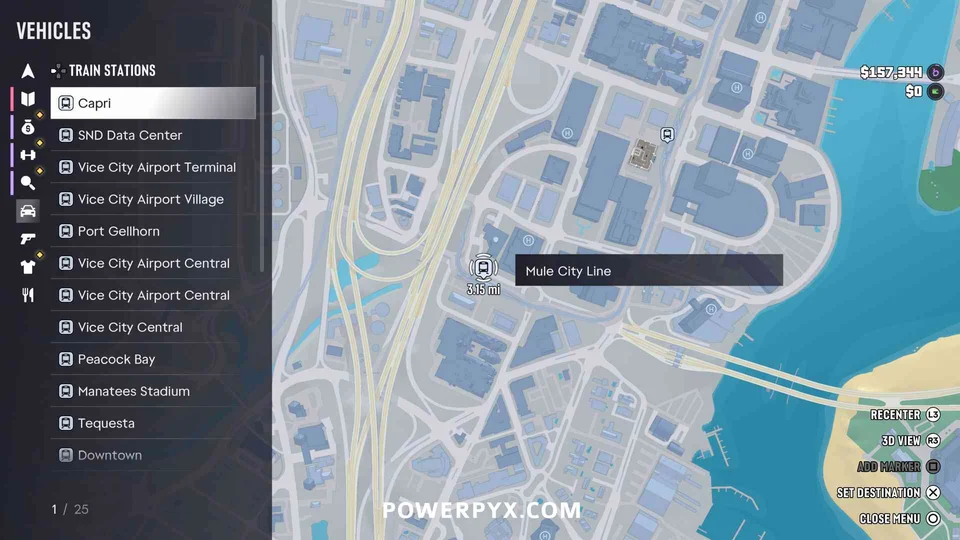 VEHICLES
TRAIN STATIONS
Capri
SND Data Center
Vice City Airport Terminal
Vice City Airport Village
Port Gellhorn
Vice City Airport Central
Vice City Airport Central
Vice City Central
Peacock Bay
Manatees Stadium
Tequesta
Downtown
1 / 25
$157,344
$0
H
H
H
H
H
H
H
Mule City Line
3.15 mi
RECENTER L3
3D VIEW R3
ADD MARKER
SET DESTINATION
CLOSE MENU
POWERPYX.COM